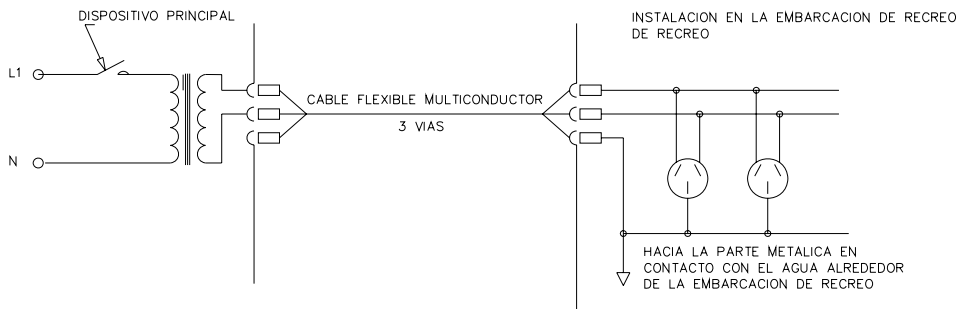 DISPOSITIVO PRINCIPAL
INSTALACION EN LA EMBARCACION DE RECREO
DE RECREO
L1
CABLE FLEXIBLE MULTICONDUCTOR
3 VIAS
N
HACIA LA PARTE METALICA EN
CONTACTO CON EL AGUA ALREDEDOR
DE LA EMBARCACION DE RECREO